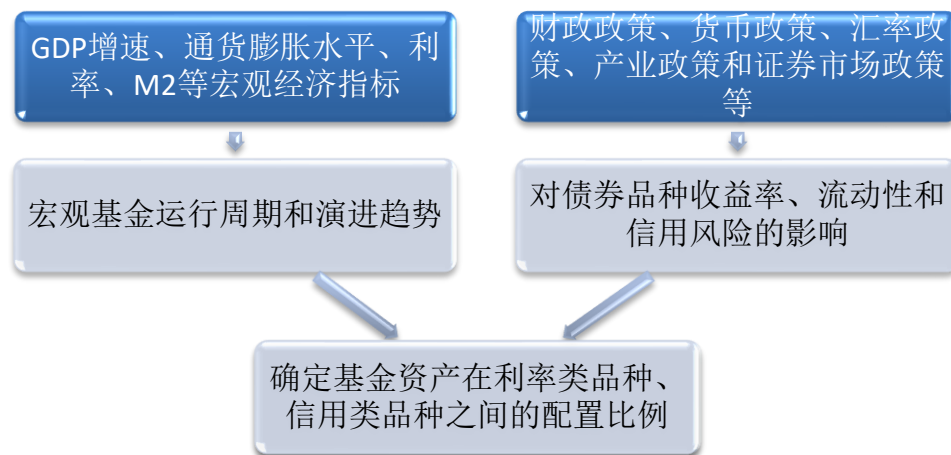 GDP增速、通货膨胀水平、利
率、M2等宏观经济指标
财政政策、货币政策、汇率政
策、产业政策和证券市场政策
等
宏观基金运行周期和演进趋势
对债券品种收益率、流动性和
信用风险的影响
确定基金资产在利率类品种、
信用类品种之间的配置比例